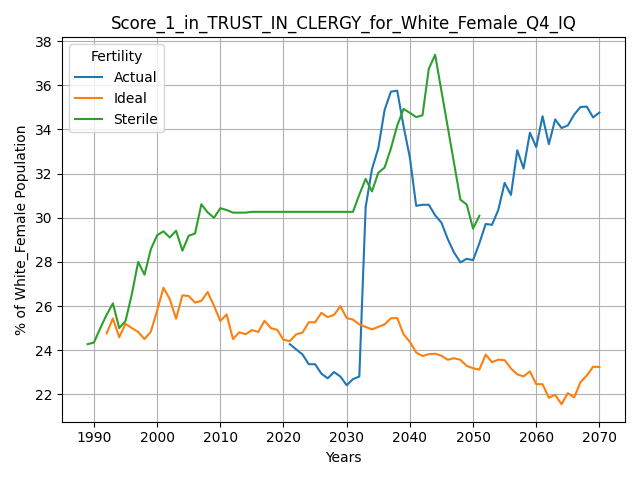 Score_1_in_TRUST_IN_CLERGY_for_White_Female_Q4_IQ
% of White_Female Population
38
36
34
32
30
28
26
24
22
Fertility
Actual
Ideal
Sterile
1990 2000 2010 2020 2030 2040 2050 2060 2070
Years